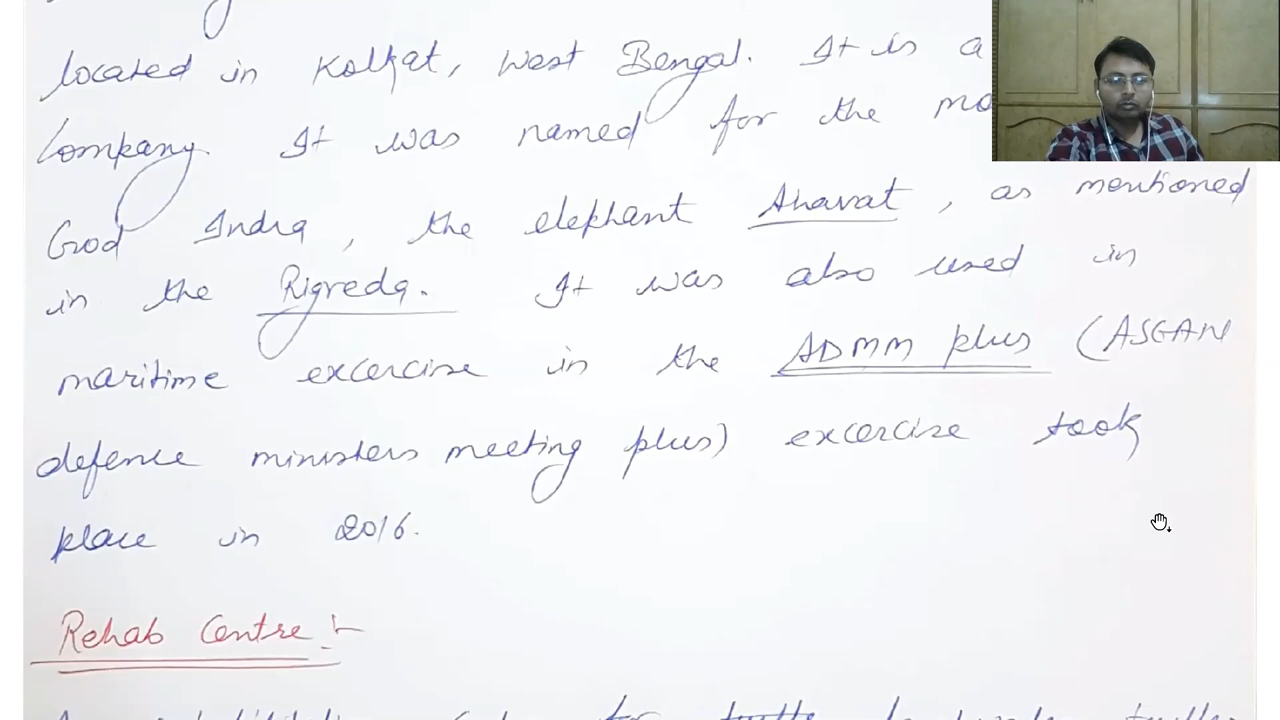 located in Kolkat, West Bengal. It is a
Company. It was named for the
God Indra, the elephant Ahavat, as mentioned
in the Rigveda. It was also used in
maritime excercise in the ADMM plus (ASEAN
defence ministers meeting plus) excercise took
place in 2016.
Rehab Centre :-